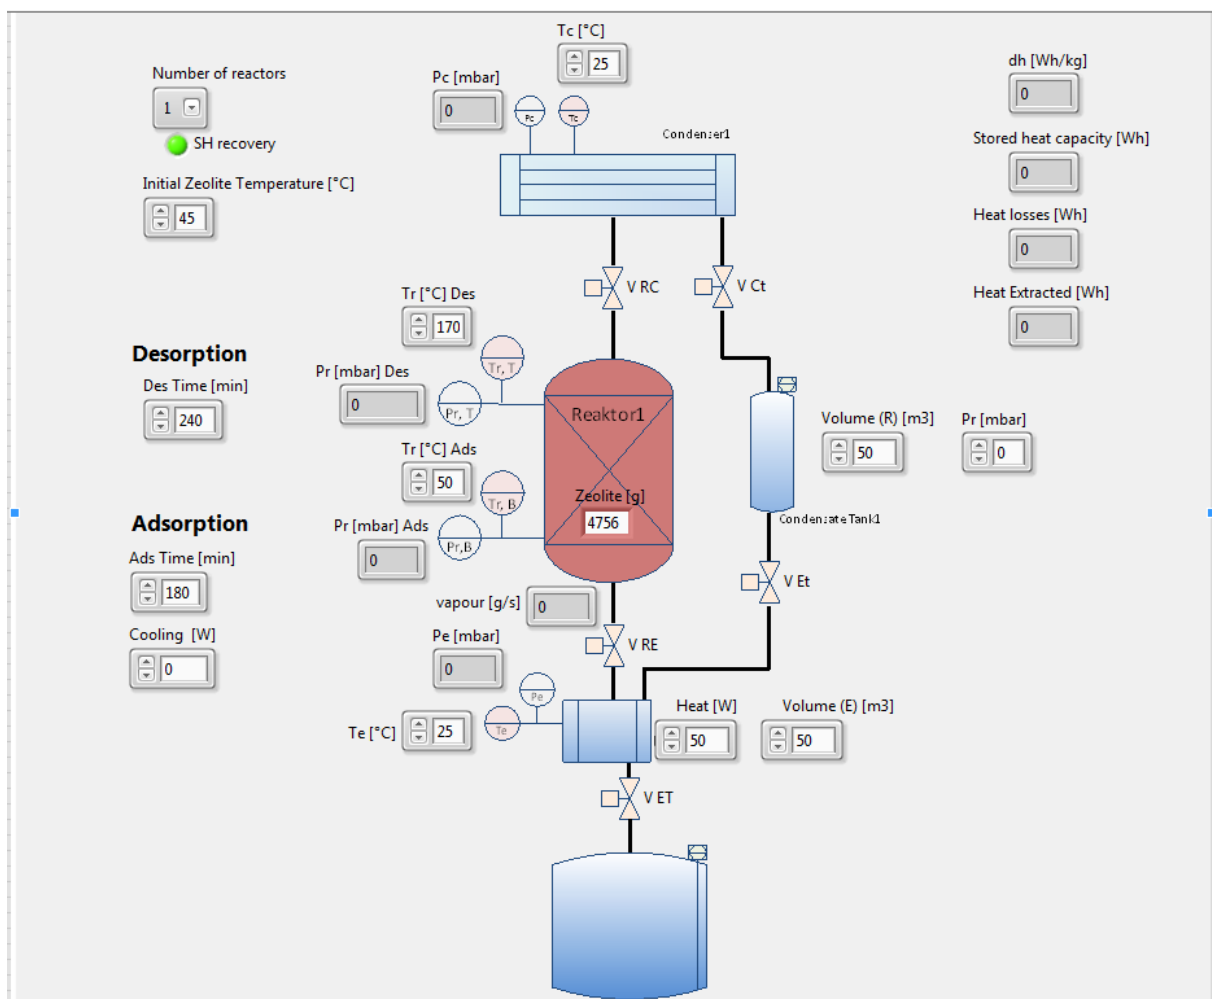 Tc [°C]
25
Number of reactors
1
SH recovery
Pc [mbar]
0
Pc
Tc
Condenser1
dh [Wh/kg]
0
Stored heat capacity [Wh]
0
Heat losses [Wh]
0
Heat Extracted [Wh]
0
Initial Zeolite Temperature [°C]
45
V RC
V Ct
Tr [°C] Des
170
Desorption
Des Time [min]
240
Pr [mbar] Des
0
Tr, T
Pr, T
Reaktor1
Tr [°C] Ads
50
Tr, B
Zeolite [g]
4756
Volume (R) [m3]
50
Pr [mbar]
0
CondensateTank1
Adsorption
Ads Time [min]
180
Pr [mbar] Ads
0
Pr,B
V Et
vapour [g/s]
0
Cooling [W]
0
Pe [mbar]
0
V RE
Pe
Te [°C]
25
Te
Heat [W]
50
Volume (E) [m3]
50
V ET